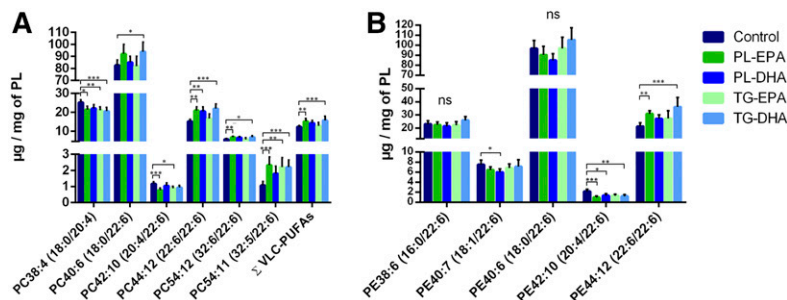 A
μg / mg of PL
110
100
90
80
70
30
20
10
3
2
1
0
*
***
**
*
***
*
***
**
**
*
**
***
**
***
***
**
PC38:4 (18:0/20:4)
PC40:6 (18:0/22:6)
PC42:10 (20:4/22:6)
PC44:12 (22:6/22:6)
PC54:12 (32:6/22:6)
PC54:11 (32:5/22:6)
Σ VLC-PUFAs
B
μg / mg of PL
110
100
90
80
70
60
30
20
10
8
6
4
2
0
ns
*
ns
***
*
**
**
***
PE38:6 (16:0/22:6)
PE40:7 (18:1/22:6)
PE40:6 (18:0/22:6)
PE42:10 (20:4/22:6)
PE44:12 (22:6/22:6)
Control
PL-EPA
PL-DHA
TG-EPA
TG-DHA